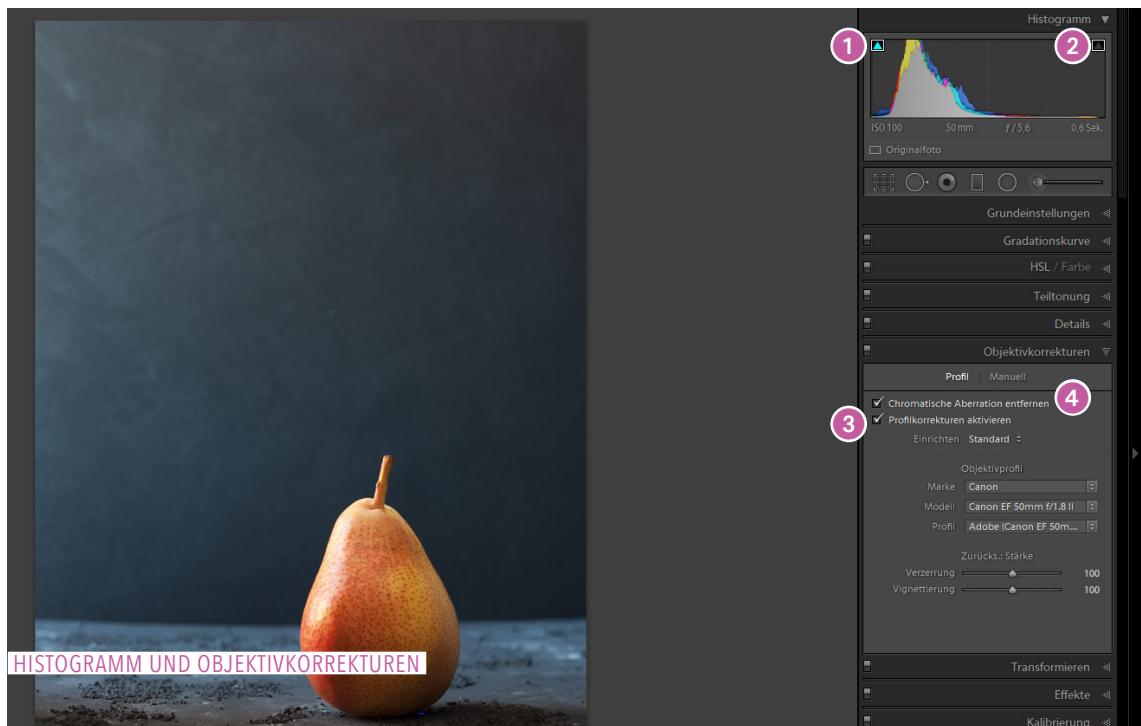 Histogramm
1
2
ISO 100 50 mm ƒ / 5,6 0,6 Sek.
Originalfoto
Grundeinstellungen
Gradationskurve
HSL / Farbe
Teiltonung
Details
Objektivkorrekturen
Profil Manuell
Chromatische Aberration entfernen 4
3 Profilkorrekturen aktivieren
Einrichten Standard
Objektivprofil
Marke Canon
Modell Canon EF 50mm f/1.8 II
Profil Adobe (Canon EF 50m...
Zurücks.: Stärke
Verzerrung 100
Vignettierung 100
HISTOGRAMM UND OBJEKTIVKORREKTUREN
Transformieren
Effekte
Kalibrierung